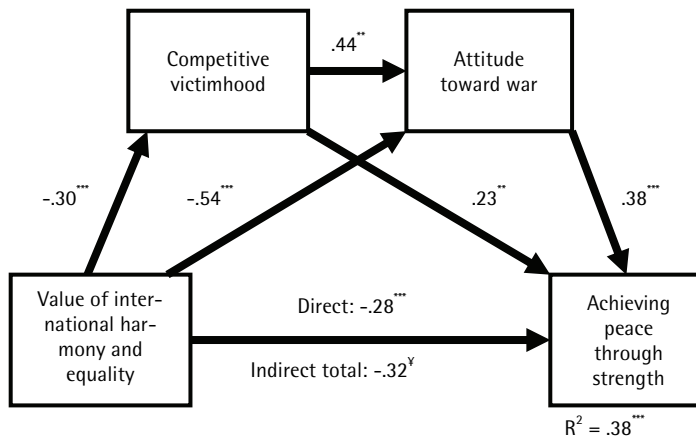 Competitive
victimhood
.44**
Attitude
toward war
-.30***
-.54***
.23**
.38***
Value of inter-
national har-
mony and
equality
Direct: -.28***
Indirect total: -.32¥
Achieving
peace
through
strength
R² = .38***